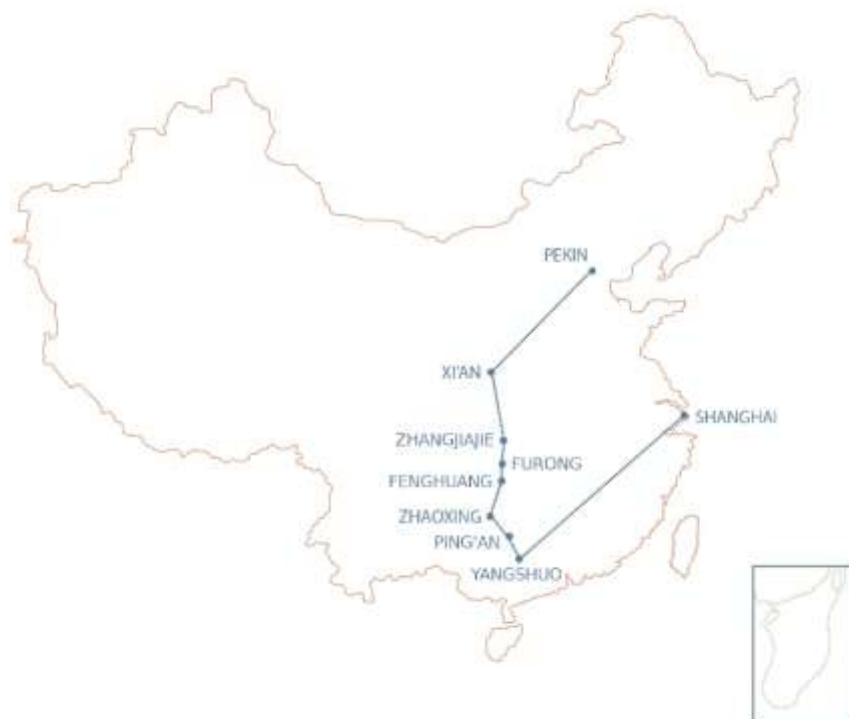 PEKIN
XI'AN
SHANGHAI
ZHANGJIAJIE
FURONG
FENGHUANG
ZHAOXING
PING'AN
YANGSHUO